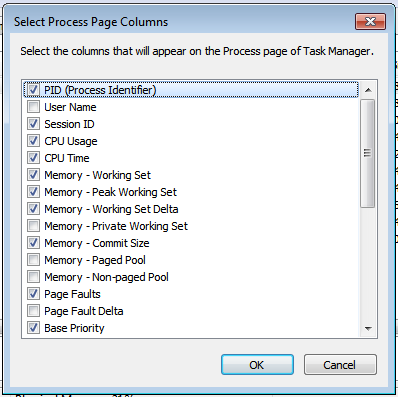 Select Process Page Columns
Select the columns that will appear on the Process page of Task Manager.
PID (Process Identifier)
User Name
Session ID
CPU Usage
CPU Time
Memory - Working Set
Memory - Peak Working Set
Memory - Working Set Delta
Memory - Private Working Set
Memory - Commit Size
Memory - Paged Pool
Memory - Non-paged Pool
Page Faults
Page Fault Delta
Base Priority
OK Cancel